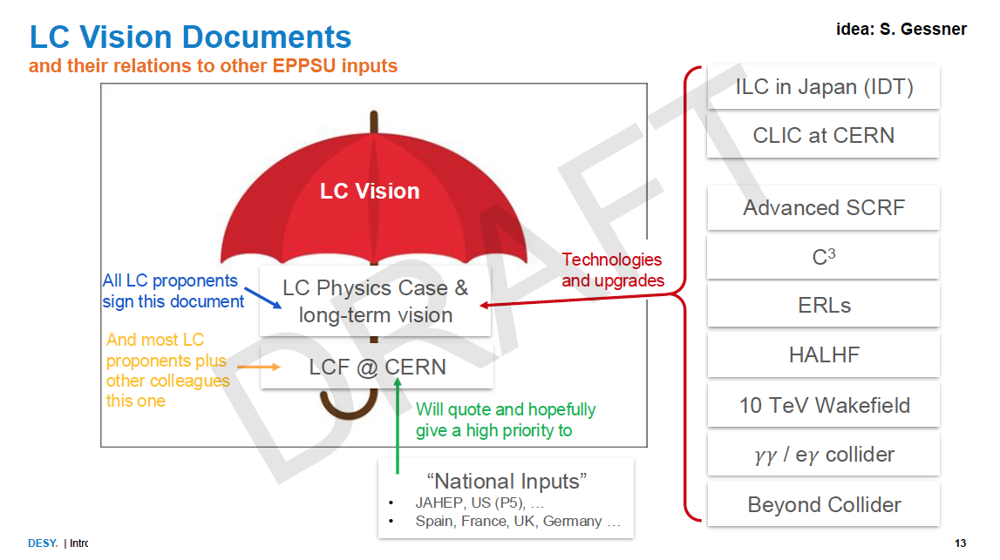 LC Vision Documents
idea: S. Gessner
and their relations to other EPPSU inputs
DRAFT
LC Vision
All LC proponents
sign this document
LC Physics Case &
long-term vision
And most LC
proponents plus
other colleagues
this one
LCF @ CERN
Will quote and hopefully
give a high priority to
“National Inputs”
• JAHEP, US (P5), …
• Spain, France, UK, Germany …
Technologies
and upgrades
ILC in Japan (IDT)
CLIC at CERN
Advanced SCRF
C³
ERLs
HALHF
10 TeV Wakefield
𝛾𝛾 / e𝛾 collider
Beyond Collider
DESY. | Intro
13